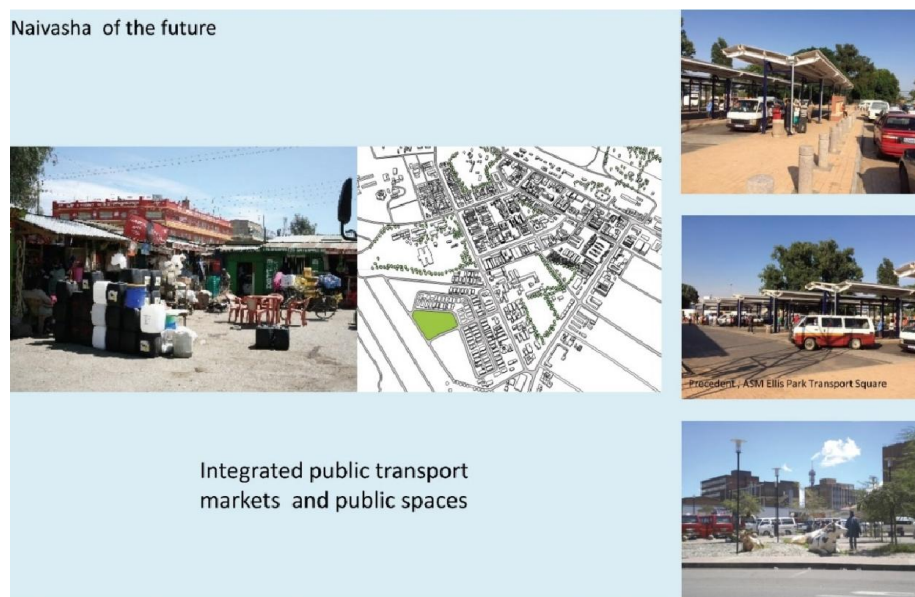 Naivasha of the future
Precedent , ASM Ellis Park Transport Square
Integrated public transport
markets and public spaces